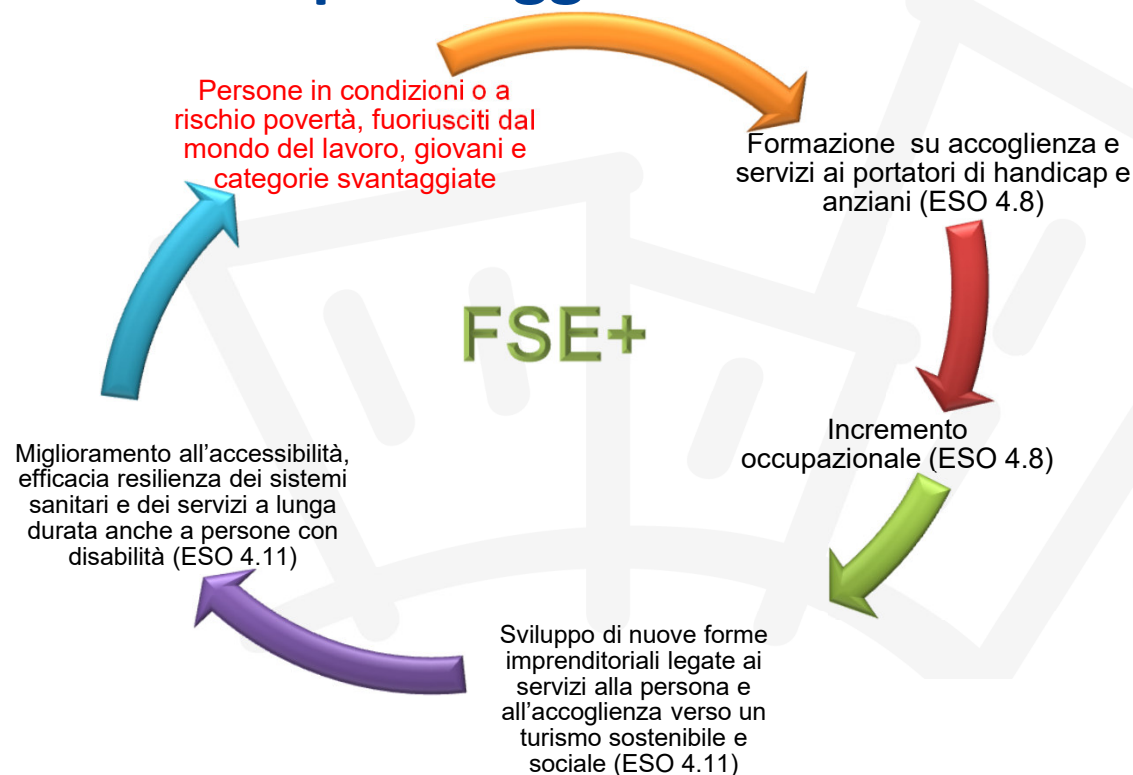 Persone in condizioni o a
rischio povertà, fuoriusciti dal
mondo del lavoro, giovani e
categorie svantaggiate
Formazione  su accoglienza e
servizi ai portatori di handicap e
anziani (ESO 4.8)
FSE+
Incremento
occupazionale (ESO 4.8)
Miglioramento all’accessibilità,
efficacia resilienza dei sistemi
sanitari e dei servizi a lunga
durata anche a persone con
disabilità (ESO 4.11)
Sviluppo di nuove forme
imprenditoriali legate ai
servizi alla persona e
all’accoglienza verso un
turismo sostenibile e
sociale (ESO 4.11)